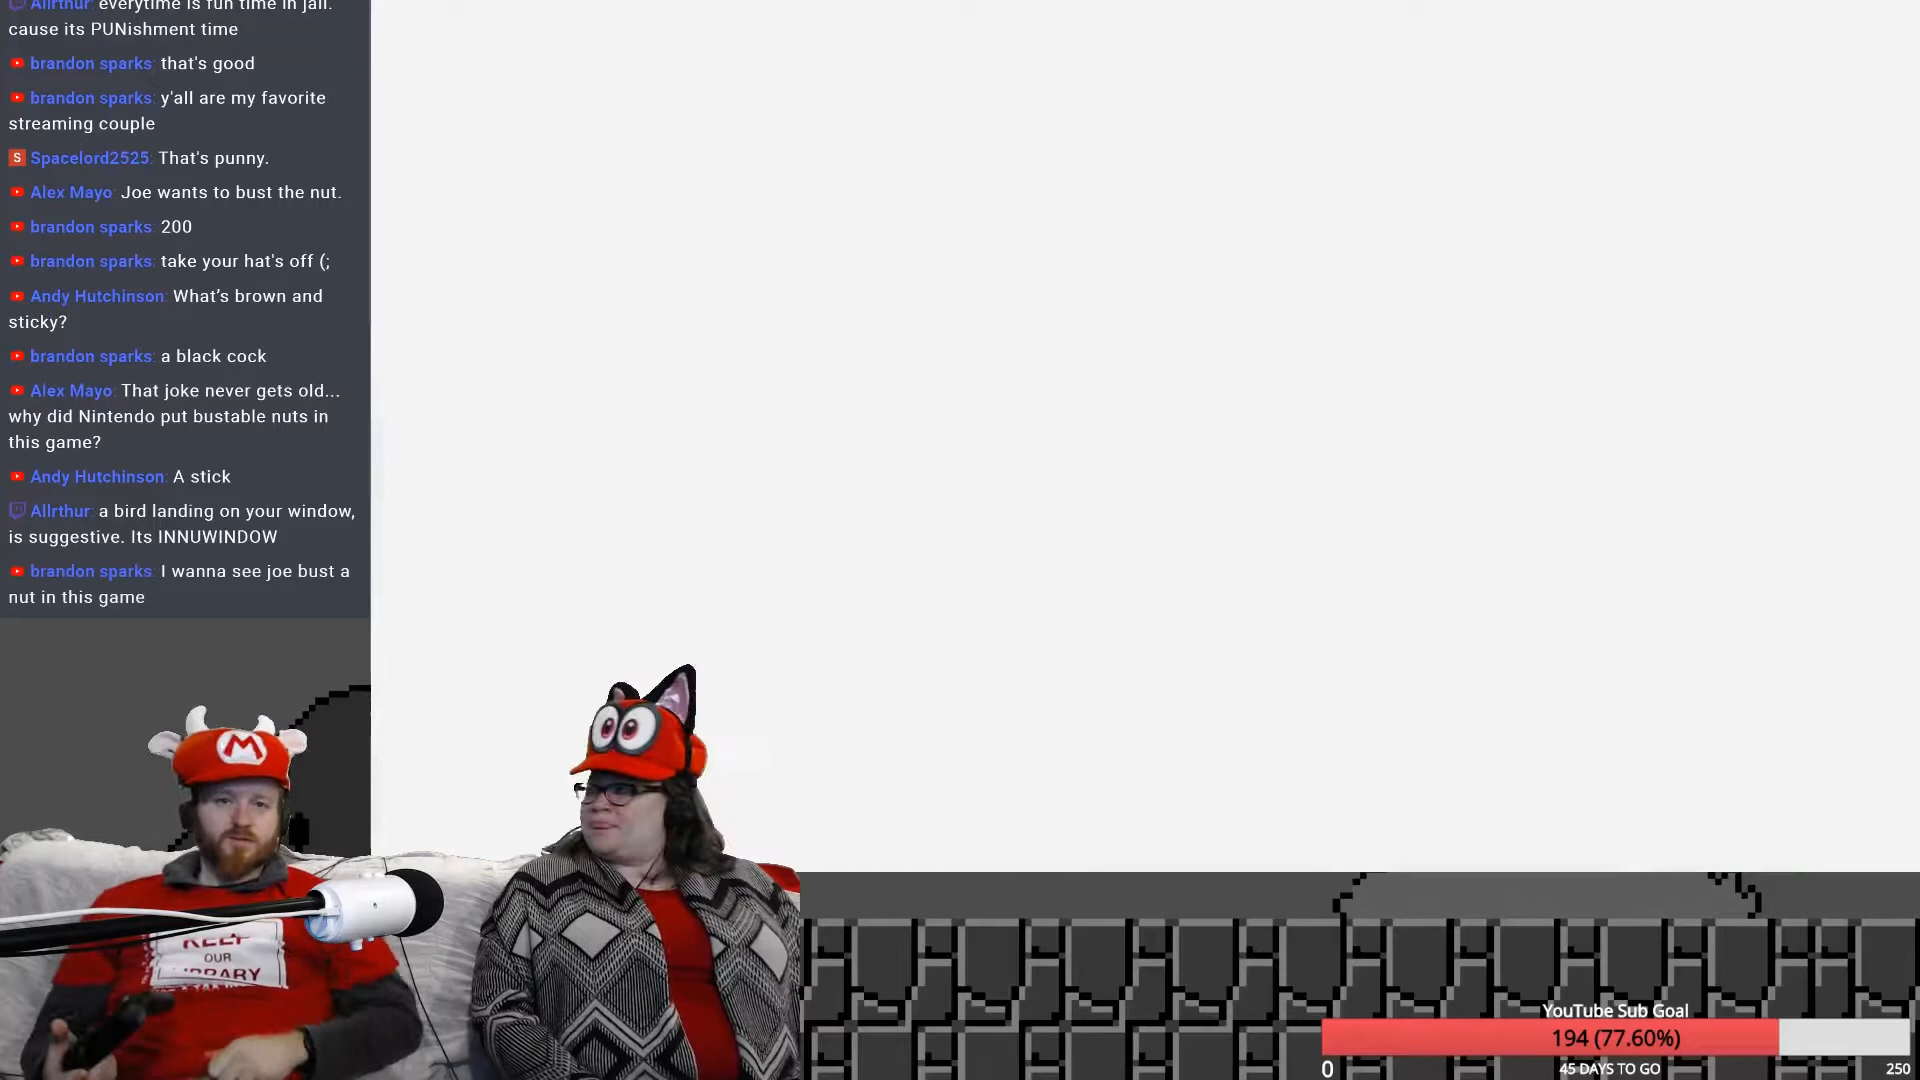 Allrthur: everytime is fun time in jail.
cause its PUNishment time
brandon sparks: that's good
brandon sparks: y'all are my favorite
streaming couple
S Spacelord2525: That's punny.
Alex Mayo: Joe wants to bust the nut.
brandon sparks: 200
brandon sparks: take your hat's off (;
Andy Hutchinson: What's brown and
sticky?
brandon sparks: a black cock
Alex Mayo: That joke never gets old...
why did Nintendo put bustable nuts in
this game?
Andy Hutchinson: A stick
Allrthur: a bird landing on your window,
is suggestive. Its INNUWINDOW
brandon sparks: I wanna see joe bust a
nut in this game
M
KEEP
OUR
LIBRARY
YouTube Sub Goal
194 (77.60%)
0 45 DAYS TO GO 250